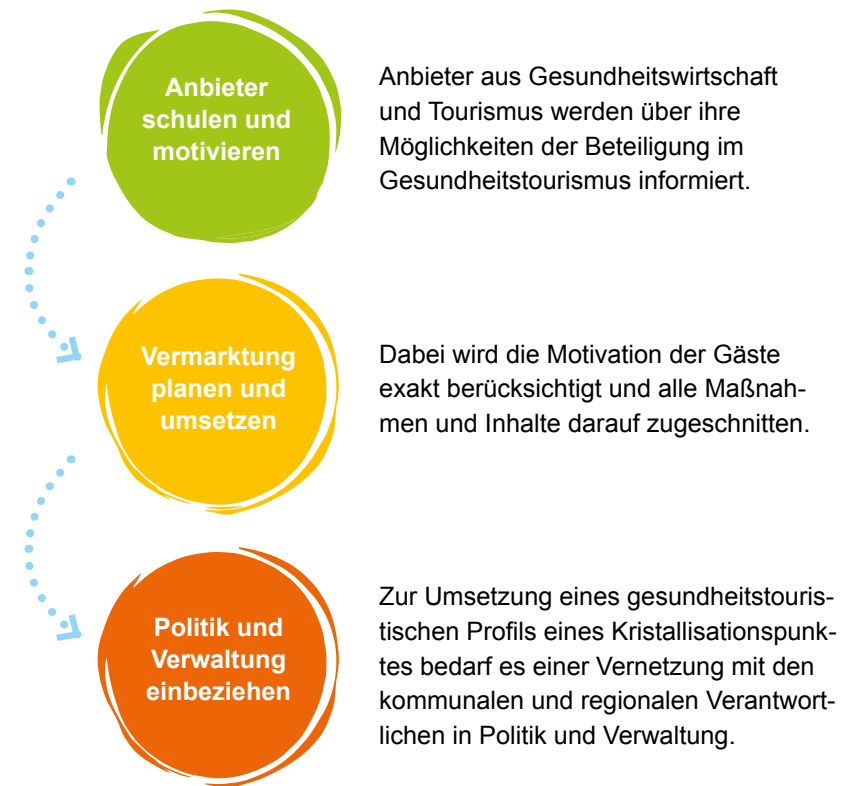 Anbieter
schulen und
motivieren
Anbieter aus Gesundheitswirtschaft
und Tourismus werden über ihre
Möglichkeiten der Beteiligung im
Gesundheitstourismus informiert.
Vermarktung
planen und
umsetzen
Dabei wird die Motivation der Gäste
exakt berücksichtigt und alle Maßnah-
men und Inhalte darauf zugeschnitten.
Politik und
Verwaltung
einbeziehen
Zur Umsetzung eines gesundheitstouris-
tischen Profils eines Kristallisationspunk-
tes bedarf es einer Vernetzung mit den
kommunalen und regionalen Verantwort-
lichen in Politik und Verwaltung.